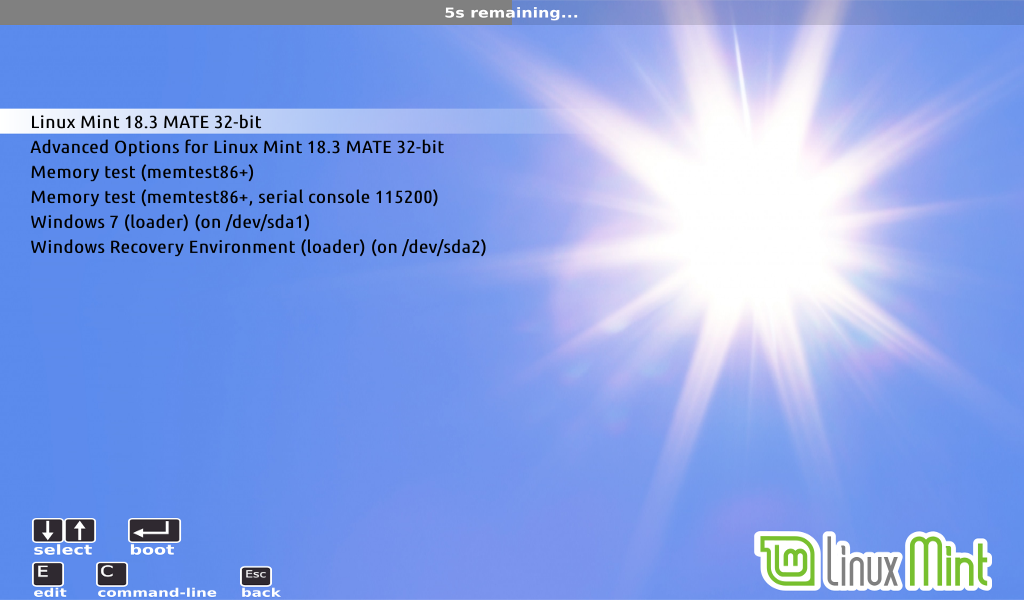 5s remaining...
Linux Mint 18.3 MATE 32-bit
Advanced Options for Linux Mint 18.3 MATE 32-bit
Memory test (memtest86+)
Memory test (memtest86+, serial console 115200)
Windows 7 (loader) (on /dev/sda1)
Windows Recovery Environment (loader) (on /dev/sda2)
select boot
E C Esc
edit command-line back
lm Linux Mint